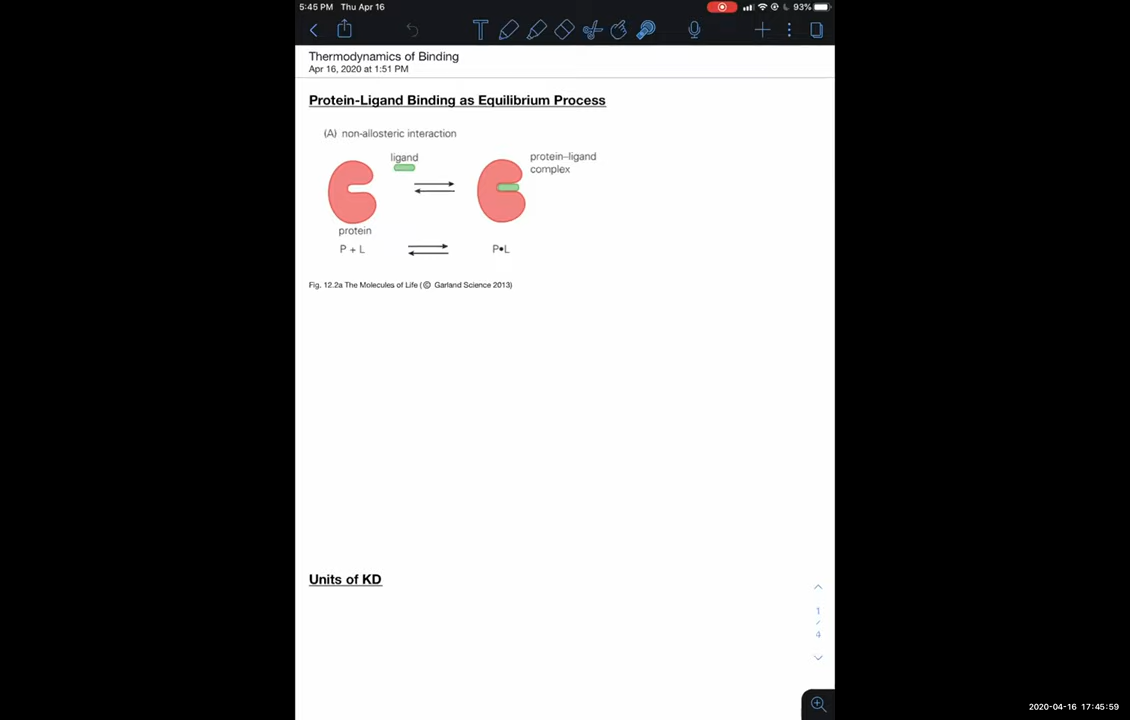 5:45 PM Thu Apr 16 93%
Thermodynamics of Binding
Apr 16, 2020 at 1:51 PM
Protein-Ligand Binding as Equilibrium Process
(A) non-allosteric interaction
ligand
protein–ligand
complex
protein
P + L
P•L
Fig. 12.2a The Molecules of Life (© Garland Science 2013)
Units of KD
1
/
4
2020-04-16 17:45:59